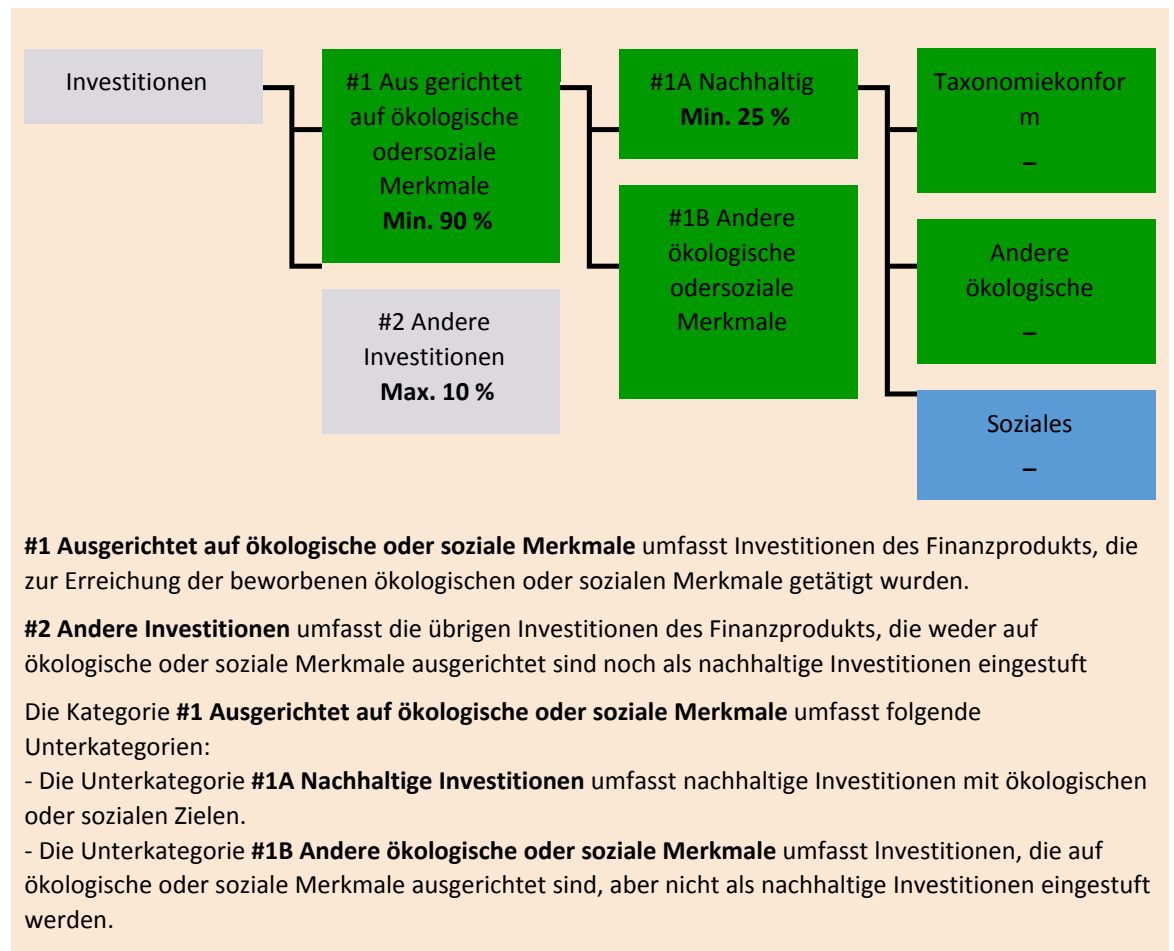 Investitionen
#1 Aus gerichtet
auf ökologische
odersoziale
Merkmale
Min. 90 %
#2 Andere
Investitionen
Max. 10 %
#1A Nachhaltig
Min. 25 %
#1B Andere
ökologische
odersoziale
Merkmale
Taxonomiekonfor
m
–
Andere
ökologische
–
Soziales
–
#1 Ausgerichtet auf ökologische oder soziale Merkmale umfasst Investitionen des Finanzprodukts, die
zur Erreichung der beworbenen ökologischen oder sozialen Merkmale getätigt wurden.
#2 Andere Investitionen umfasst die übrigen Investitionen des Finanzprodukts, die weder auf
ökologische oder soziale Merkmale ausgerichtet sind noch als nachhaltige Investitionen eingestuft
Die Kategorie #1 Ausgerichtet auf ökologische oder soziale Merkmale umfasst folgende
Unterkategorien:
- Die Unterkategorie #1A Nachhaltige Investitionen umfasst nachhaltige Investitionen mit ökologischen
oder sozialen Zielen.
- Die Unterkategorie #1B Andere ökologische oder soziale Merkmale umfasst lnvestitionen, die auf
ökologische oder soziale Merkmale ausgerichtet sind, aber nicht als nachhaltige Investitionen eingestuft
werden.